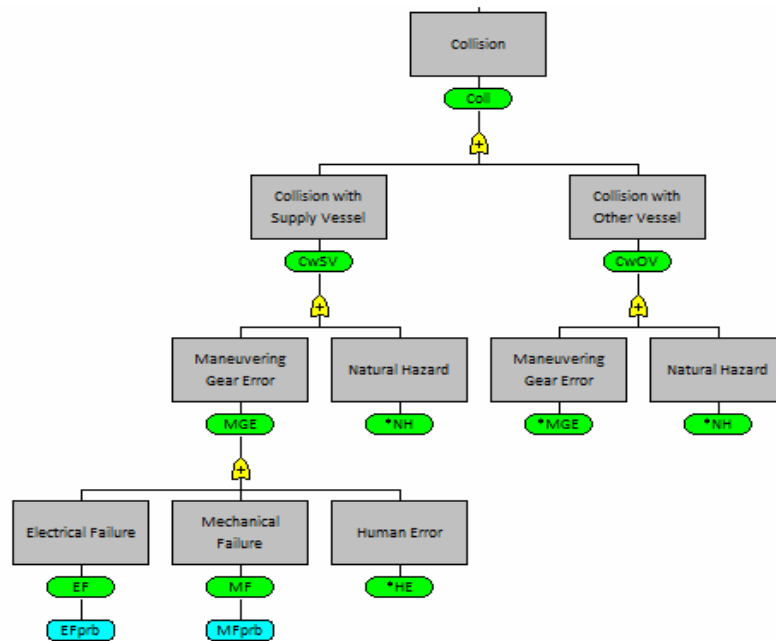 Collision
Coll
+
Collision with
Supply Vessel
Collision with
Other Vessel
CwSV
CwOV
+
+
Maneuvering
Gear Error
Natural Hazard
Maneuvering
Gear Error
Natural Hazard
MGE
*NH
*MGE
*NH
+
Electrical Failure
Mechanical
Failure
Human Error
EF
MF
*HE
EFprb
MFprb